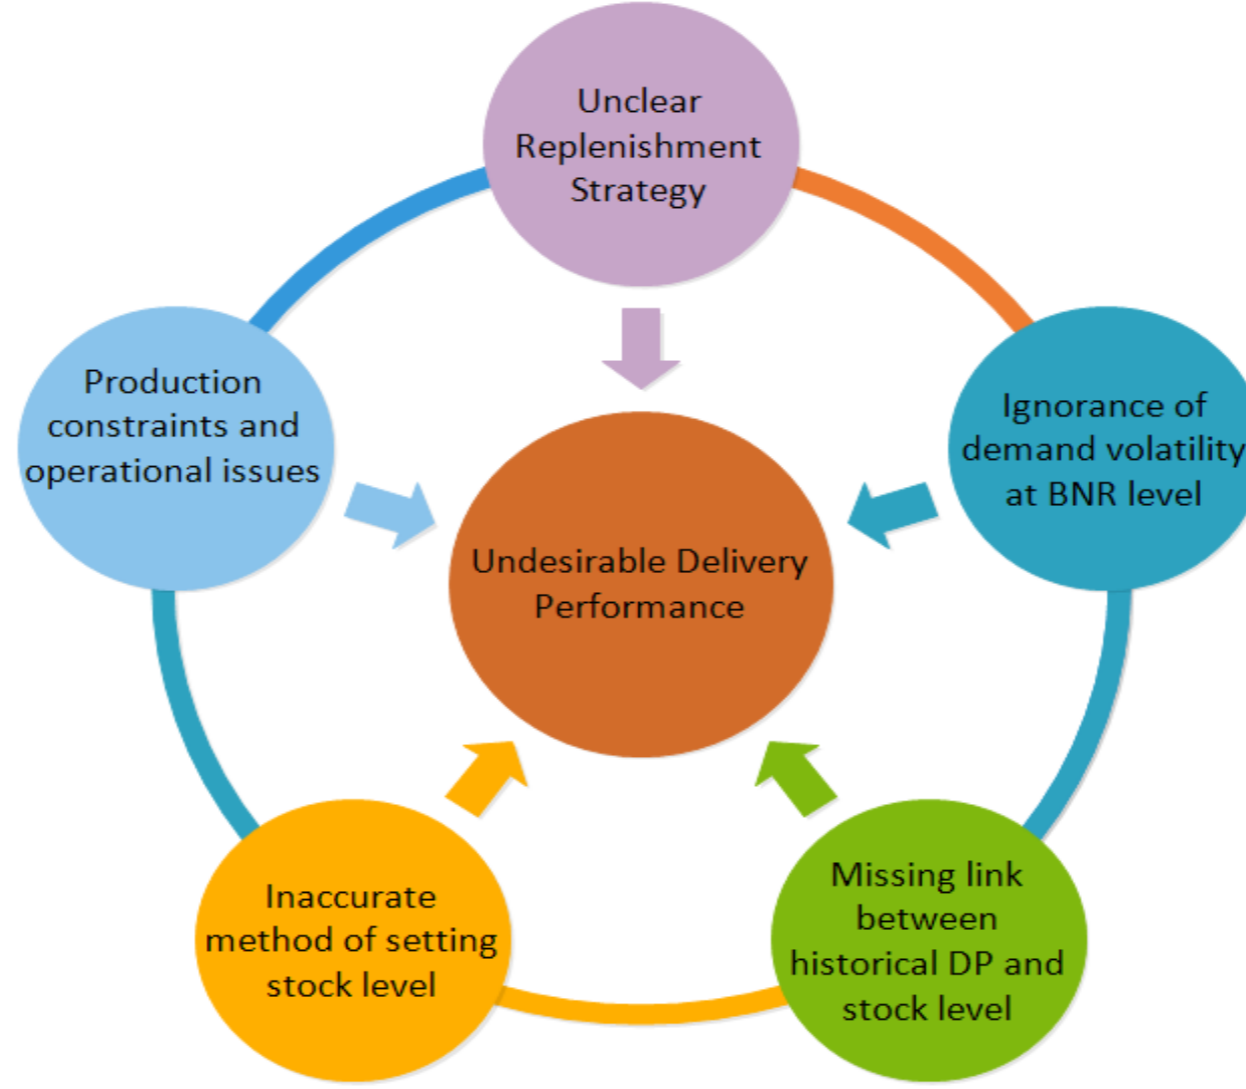 Unclear
Replenishment
Strategy
Production
constraints and
operational issues
Ignorance of
demand volatility
at BNR level
Undesirable Delivery
Performance
Inaccurate
method of setting
stock level
Missing link
between
historical DP and
stock level